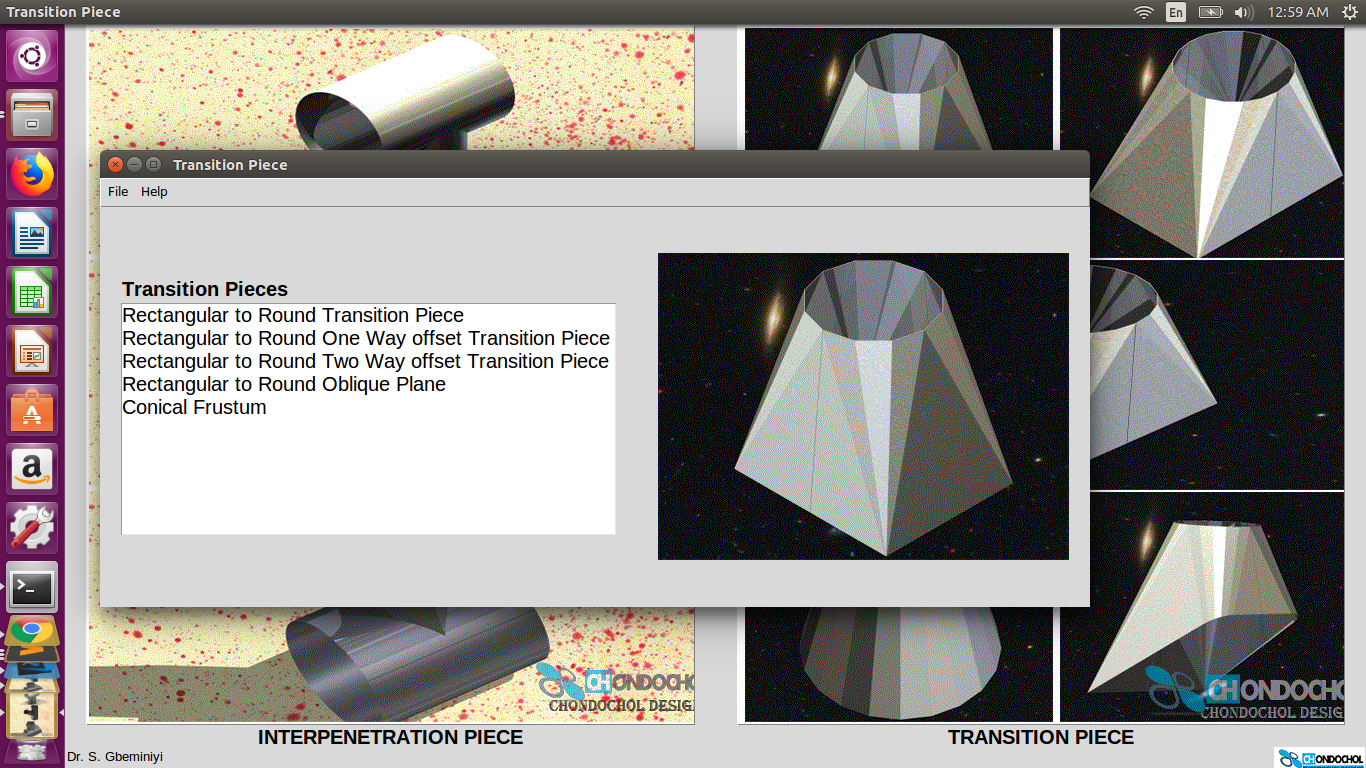 Transition Piece
En
12:59 AM
Transition Piece
File Help
Transition Pieces
Rectangular to Round Transition Piece
Rectangular to Round One Way offset Transition Piece
Rectangular to Round Two Way offset Transition Piece
Rectangular to Round Oblique Plane
Conical Frustum
CHONDOCHOL
CHONDOCHOL DESIG
CHONDOCHOL
CHONDOCHOL DESIG
INTERPENETRATION PIECE
TRANSITION PIECE
Dr. S. Gbeminiyi
CHONDOCHOL